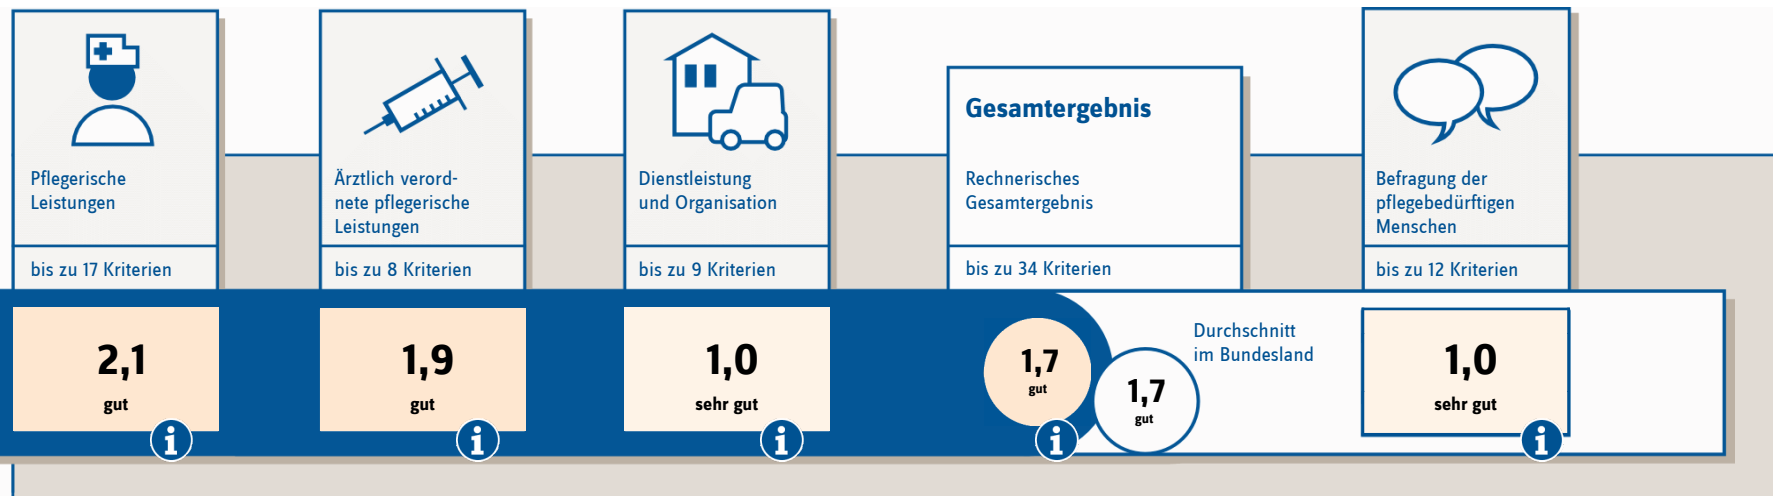 Pflegerische
Leistungen
bis zu 17 Kriterien
2,1
gut
i
Ärztlich verord-
nete pflegerische
Leistungen
bis zu 8 Kriterien
1,9
gut
i
Dienstleistung
und Organisation
bis zu 9 Kriterien
1,0
sehr gut
i
Gesamtergebnis
Rechnerisches
Gesamtergebnis
bis zu 34 Kriterien
1,7
gut
i
1,7
gut
Durchschnitt
im Bundesland
Befragung der
pflegebedürftigen
Menschen
bis zu 12 Kriterien
1,0
sehr gut
i